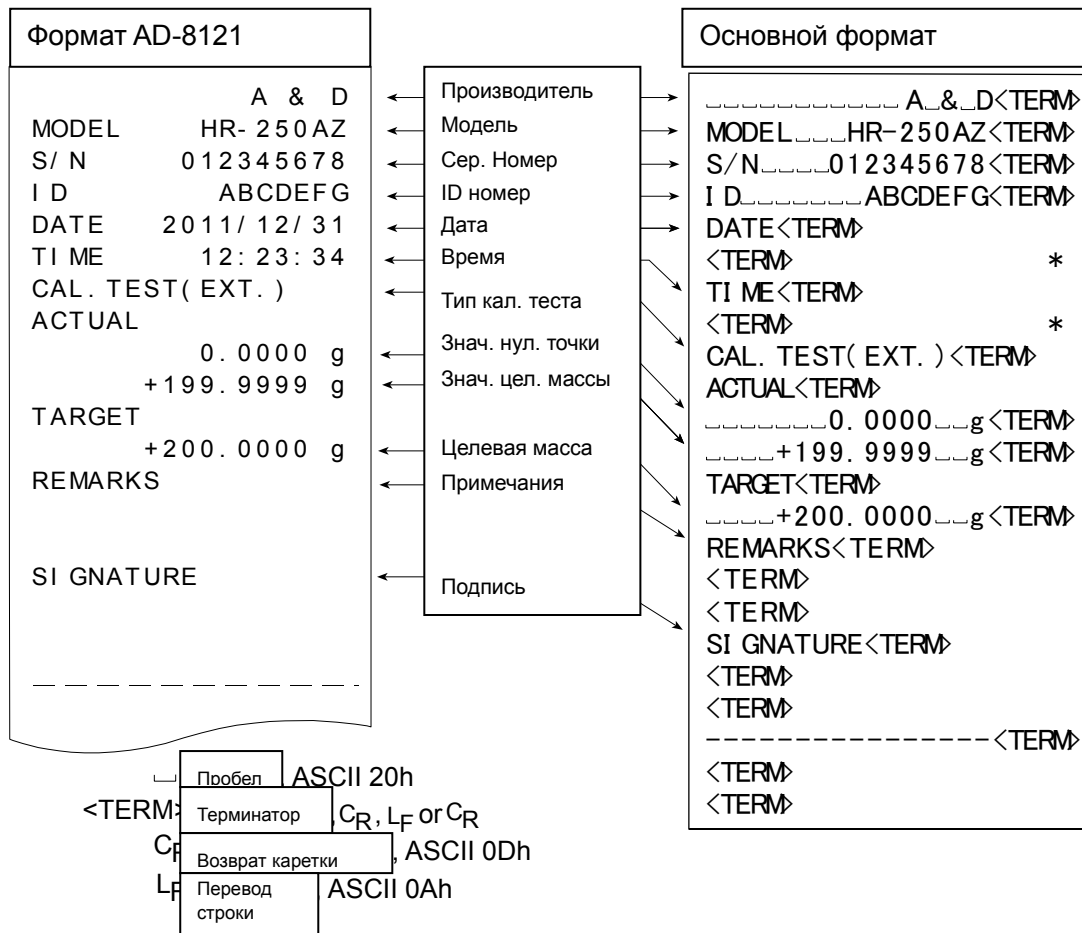 Формат AD-8121
A & D
MODEL HR-250AZ
S/N 012345678
ID ABCDEFG
DATE 2011/12/31
TIME 12:23:34
CAL.TEST(EXT.)
ACTUAL
0.0000 g
+199.9999 g
TARGET
+200.0000 g
REMARKS
SIGNATURE
Производитель
Модель
Сер. Номер
ID номер
Дата
Время
Тип кал. теста
Знач. нул. точки
Знач. цел. массы
Целевая масса
Примечания
Подпись
Основной формат
␣␣␣␣␣␣␣␣␣␣␣A␣&␣D<TERM>
MODEL␣␣␣HR-250AZ<TERM>
S/N␣␣␣␣012345678<TERM>
ID␣␣␣␣␣␣␣ABCDEFG<TERM>
DATE<TERM>
<TERM> *
TIME<TERM>
<TERM> *
CAL.TEST(EXT.)<TERM>
ACTUAL<TERM>
␣␣␣␣␣␣␣0.0000␣␣g<TERM>
␣␣␣␣+199.9999␣␣g<TERM>
TARGET<TERM>
␣␣␣␣+200.0000␣␣g<TERM>
REMARKS<TERM>
<TERM>
<TERM>
SIGNATURE<TERM>
<TERM>
<TERM>
----------------<TERM>
<TERM>
<TERM>
␣ Пробел , ASCII 20h
<TERM> Терминатор , CR, LF or CR
CR Возврат каретки , ASCII 0Dh
LF Перевод строки ASCII 0Ah